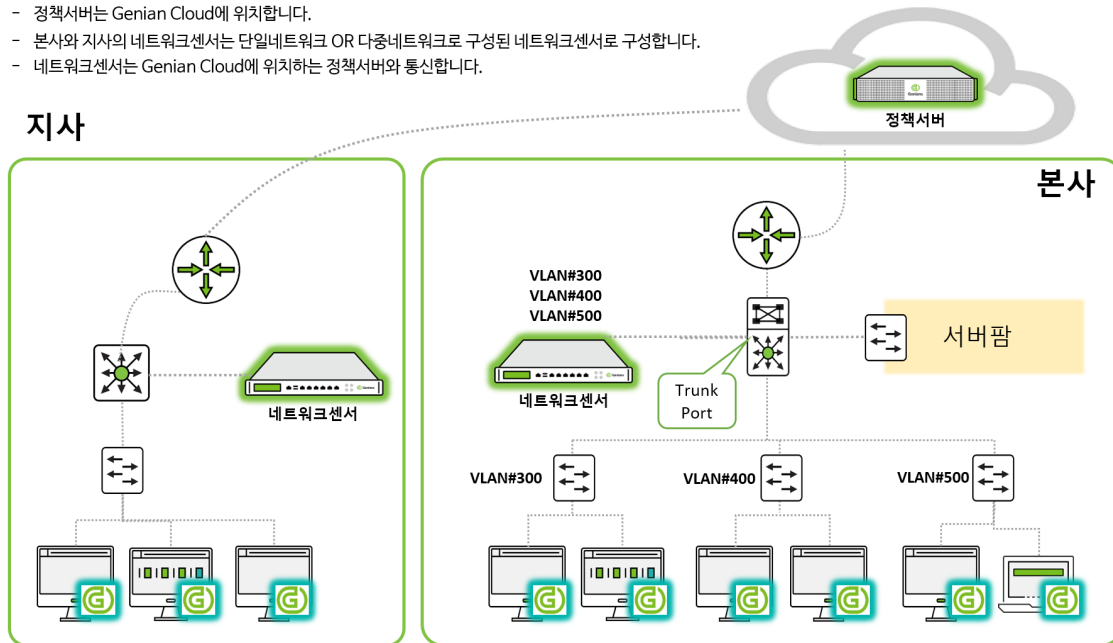 - 정책서버는 Genian Cloud에 위치합니다.
- 본사와 지사의 네트워크센서는 단일네트워크 OR 다중네트워크로 구성된 네트워크센서로 구성합니다.
- 네트워크센서는 Genian Cloud에 위치하는 정책서버와 통신합니다.
정책서버
지사
본사
VLAN#300
VLAN#400
VLAN#500
서버팜
네트워크센서
네트워크센서
Trunk
Port
VLAN#300
VLAN#400
VLAN#500